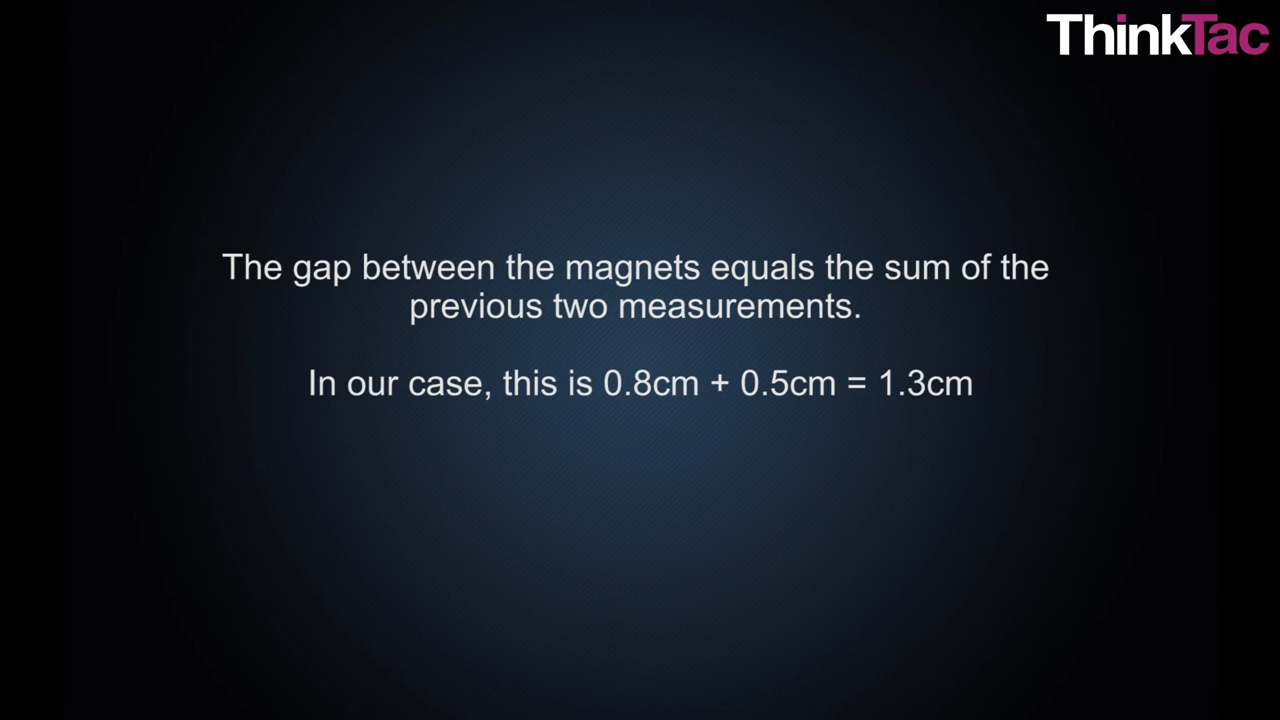 ThinkTac
The gap between the magnets equals the sum of the
previous two measurements.
In our case, this is 0.8cm + 0.5cm = 1.3cm